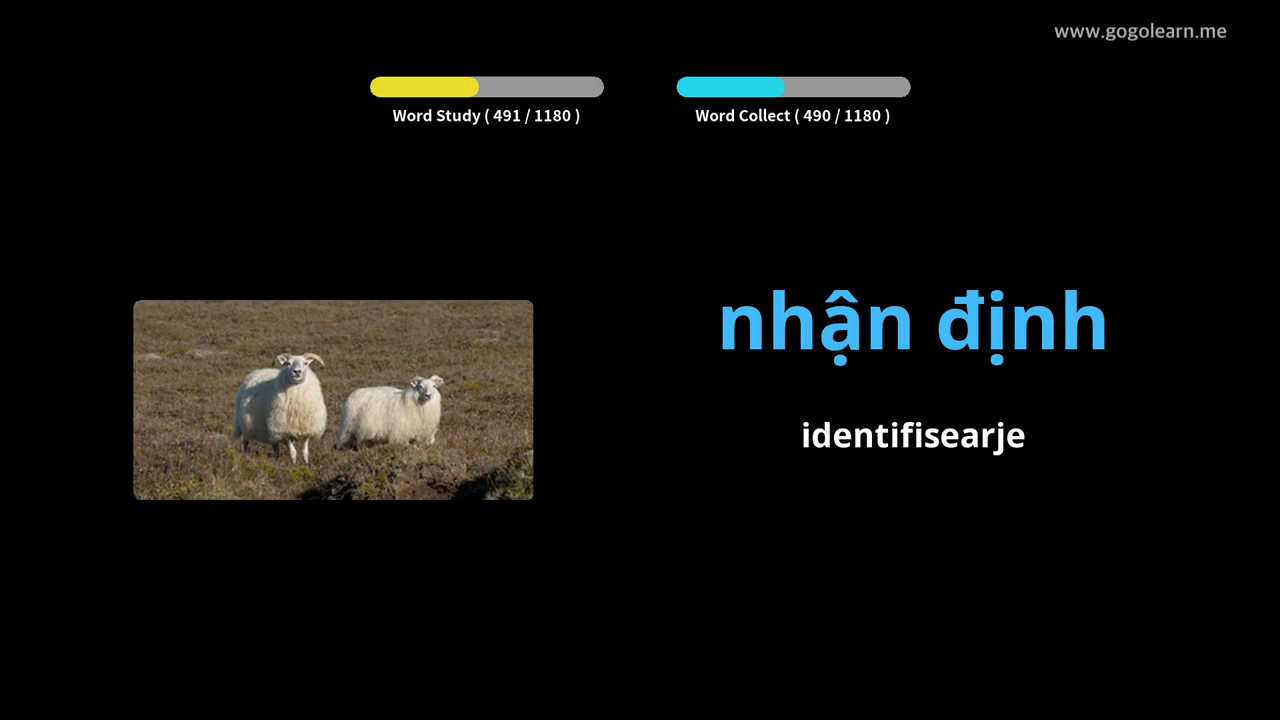 www.gogolearn.me
Word Study ( 491 / 1180 )
Word Collect ( 490 / 1180 )
nhận định
identifisearje